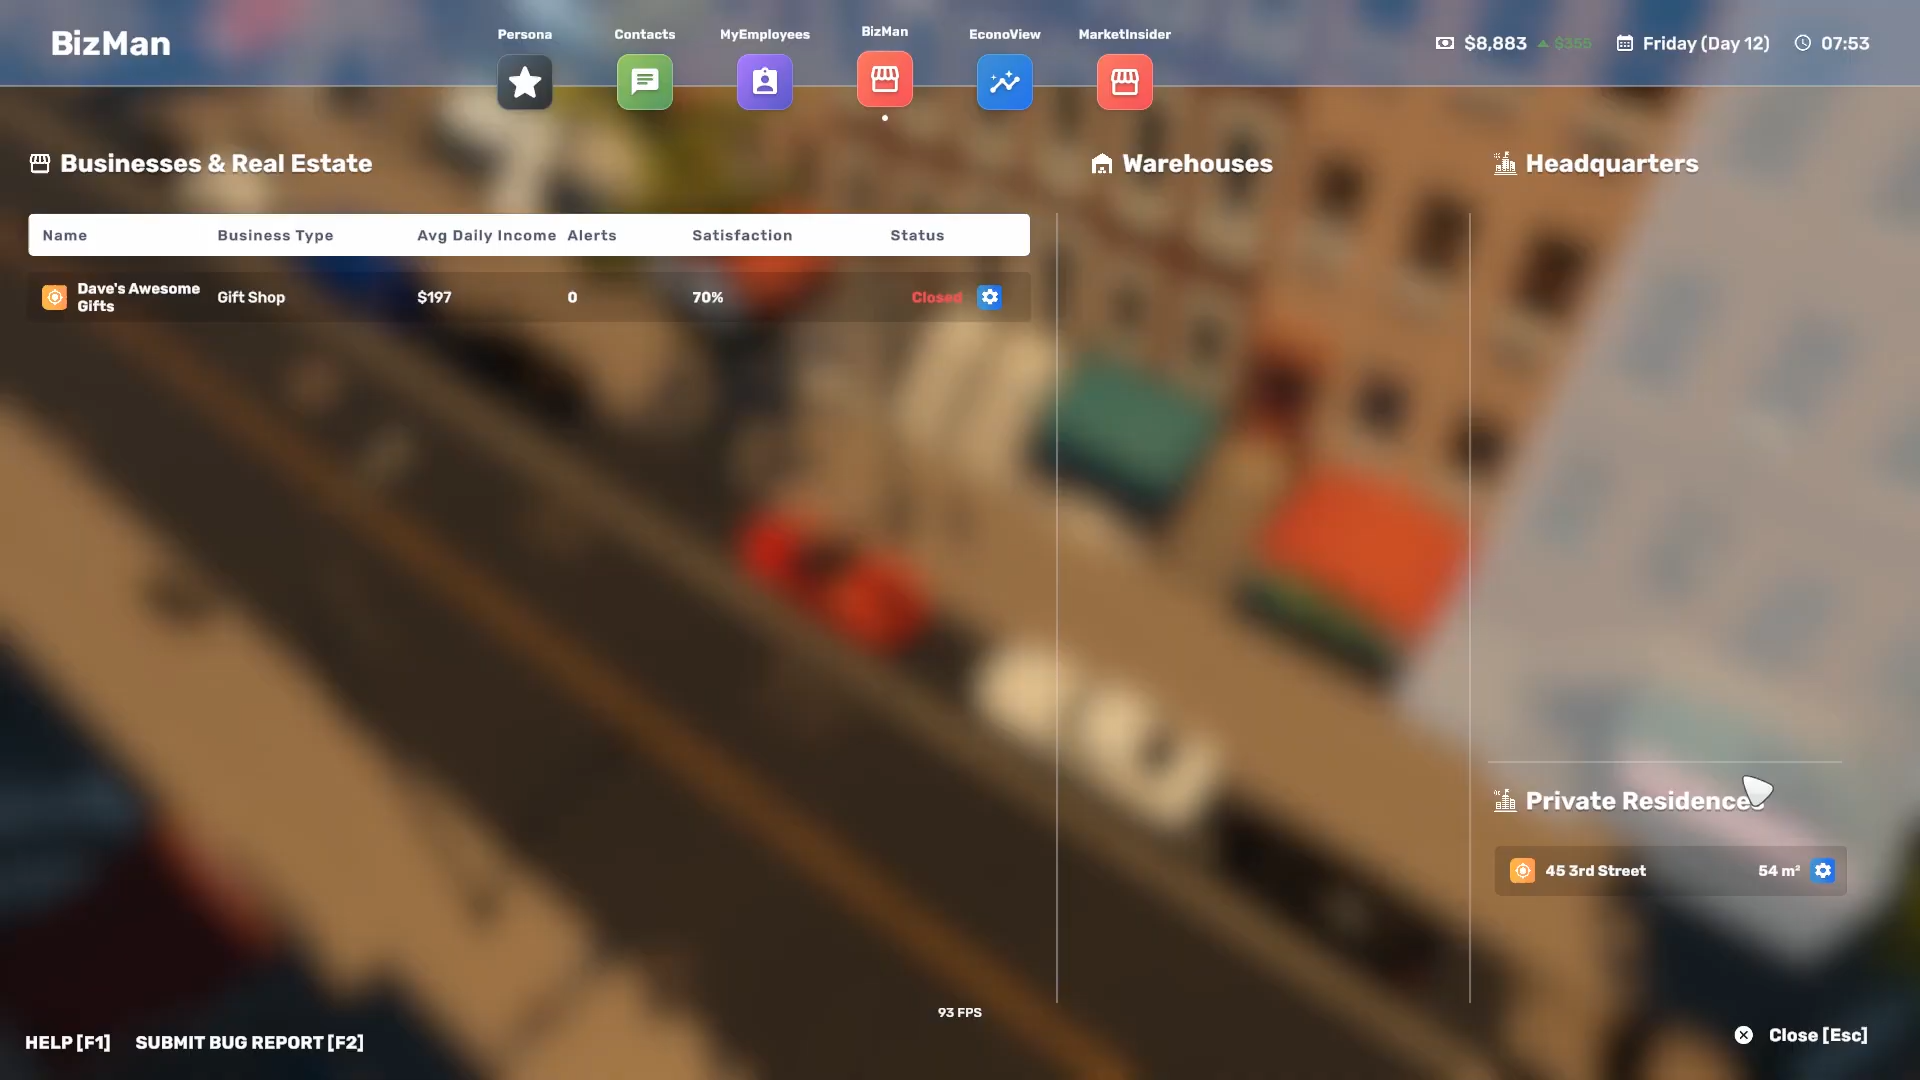 BizMan
Persona
Contacts
MyEmployees
BizMan
EconoView
MarketInsider
$8,883 $355 Friday (Day 12) 07:53
Businesses & Real Estate
Name Business Type Avg Daily Income Alerts Satisfaction Status
Dave's Awesome
Gifts
Gift Shop $197 0 70% Closed
Warehouses
Headquarters
Private Residences
45 3rd Street 54 m²
93 FPS
HELP [F1] SUBMIT BUG REPORT [F2]
Close [Esc]